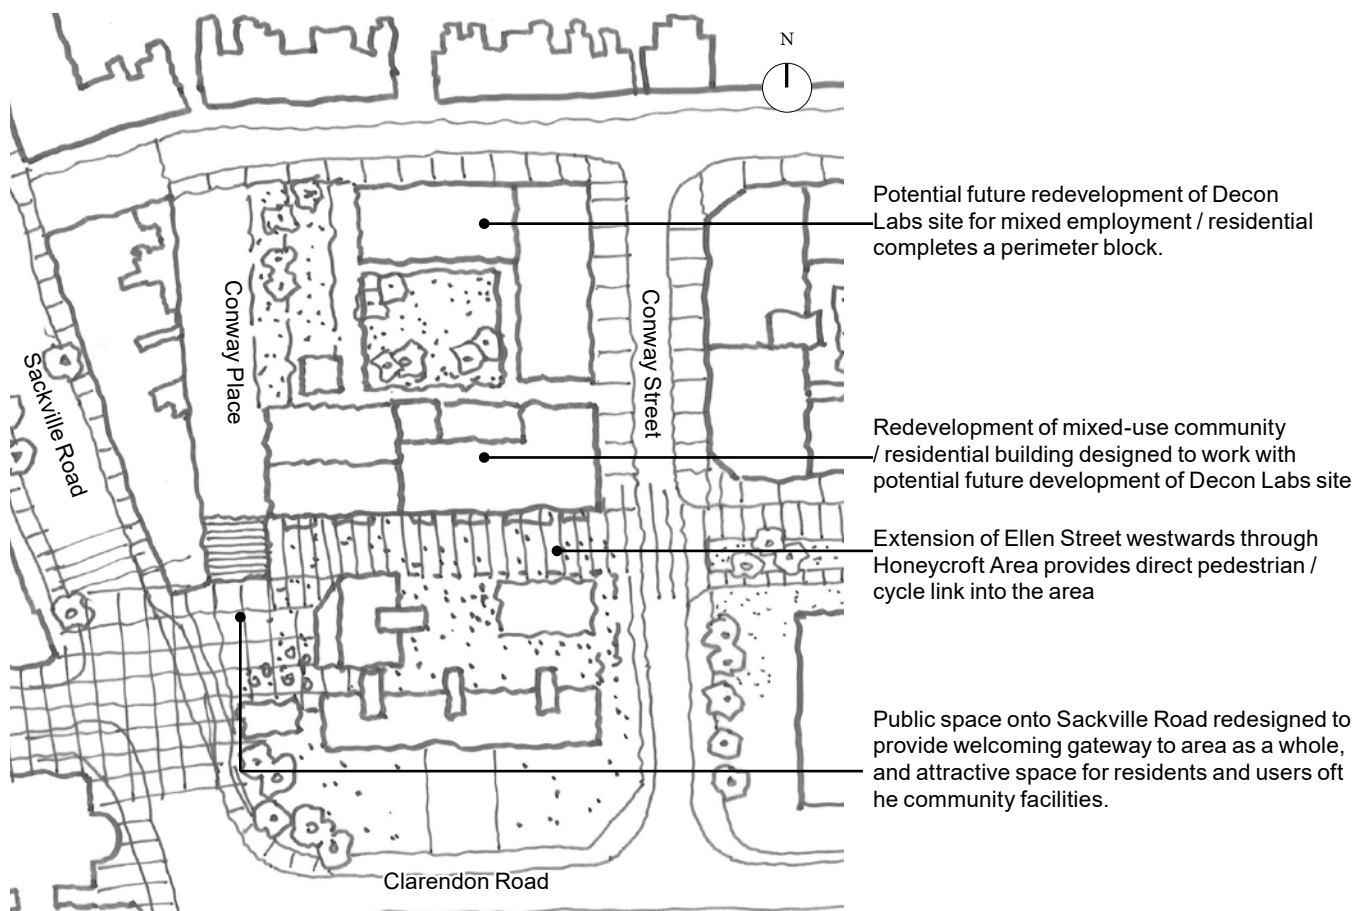 N
Potential future redevelopment of Decon
Labs site for mixed employment / residential
completes a perimeter block.
Conway Place
Conway Street
Sackville Road
Redevelopment of mixed-use community
/ residential building designed to work with
potential future development of Decon Labs site
Extension of Ellen Street westwards through
Honeycroft Area provides direct pedestrian /
cycle link into the area
Public space onto Sackville Road redesigned to
provide welcoming gateway to area as a whole,
and attractive space for residents and users oft
he community facilities.
Clarendon Road